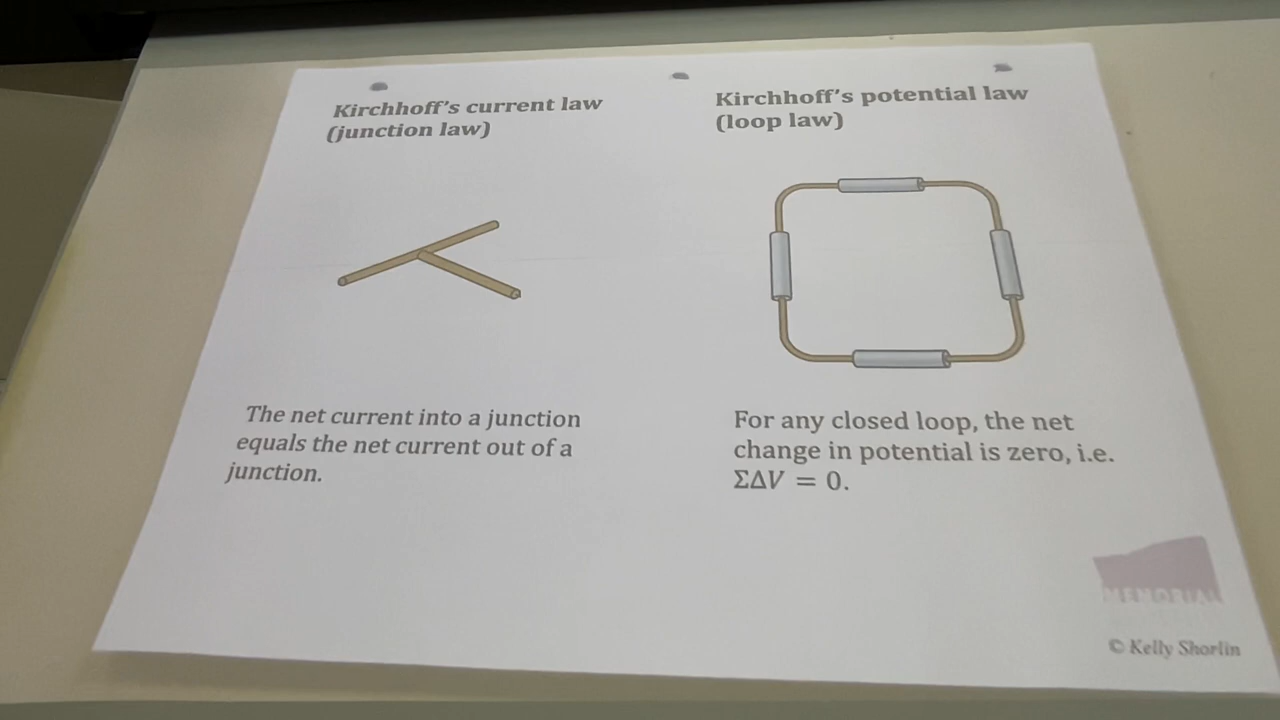 Kirchhoff's current law
(junction law)
The net current into a junction
equals the net current out of a
junction.
Kirchhoff's potential law
(loop law)
For any closed loop, the net
change in potential is zero, i.e.
ΣΔV = 0.
MEMORIAL
© Kelly Shorlin